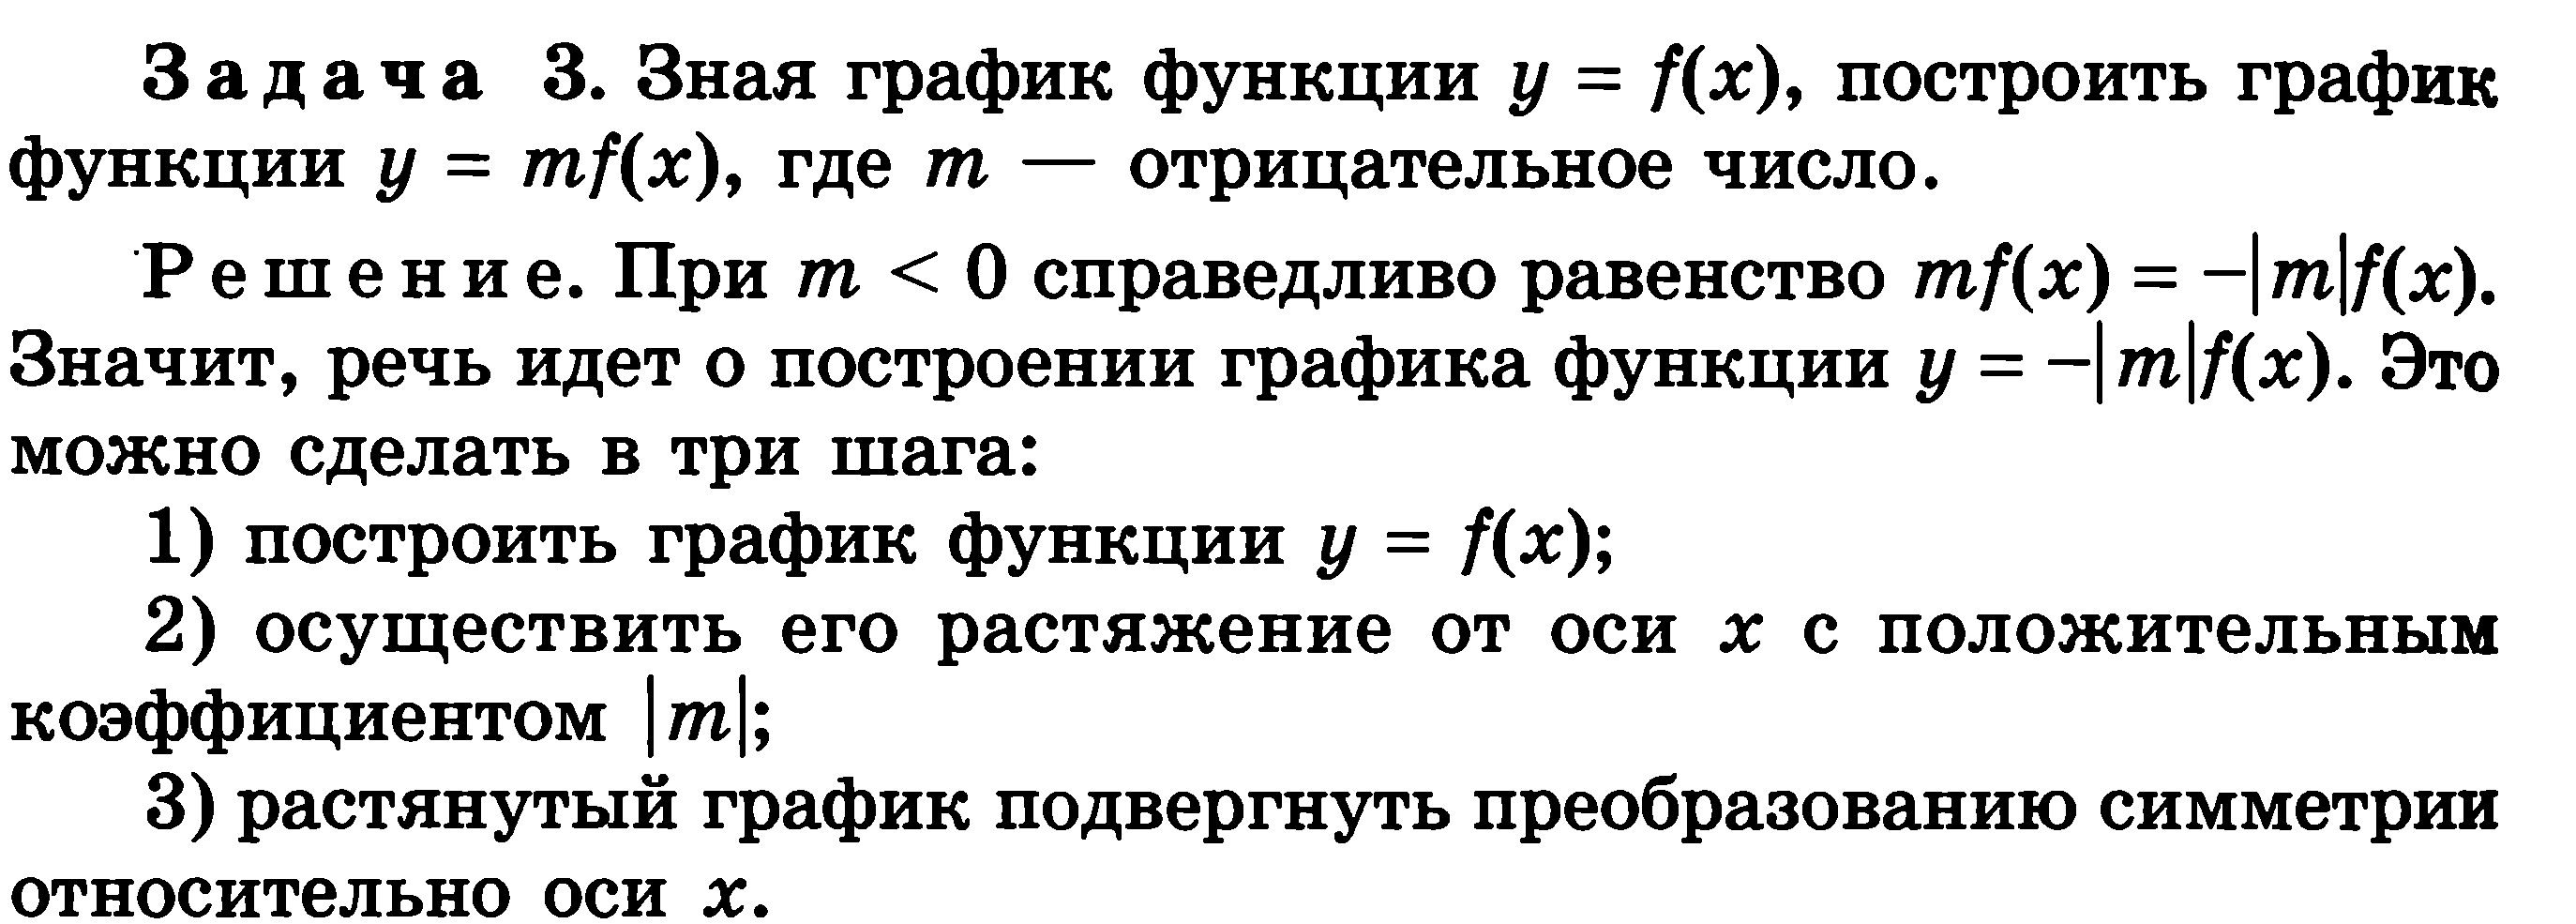 Задача 3. Зная график функции y = f(x), построить график
функции y = mf(x), где m — отрицательное число.
Решение. При m < 0 справедливо равенство mf(x) = −|m|f(x).
Значит, речь идет о построении графика функции y = −|m|f(x). Это
можно сделать в три шага:
1) построить график функции y = f(x);
2) осуществить его растяжение от оси x с положительным
коэффициентом |m|;
3) растянутый график подвергнуть преобразованию симметрии
относительно оси x.